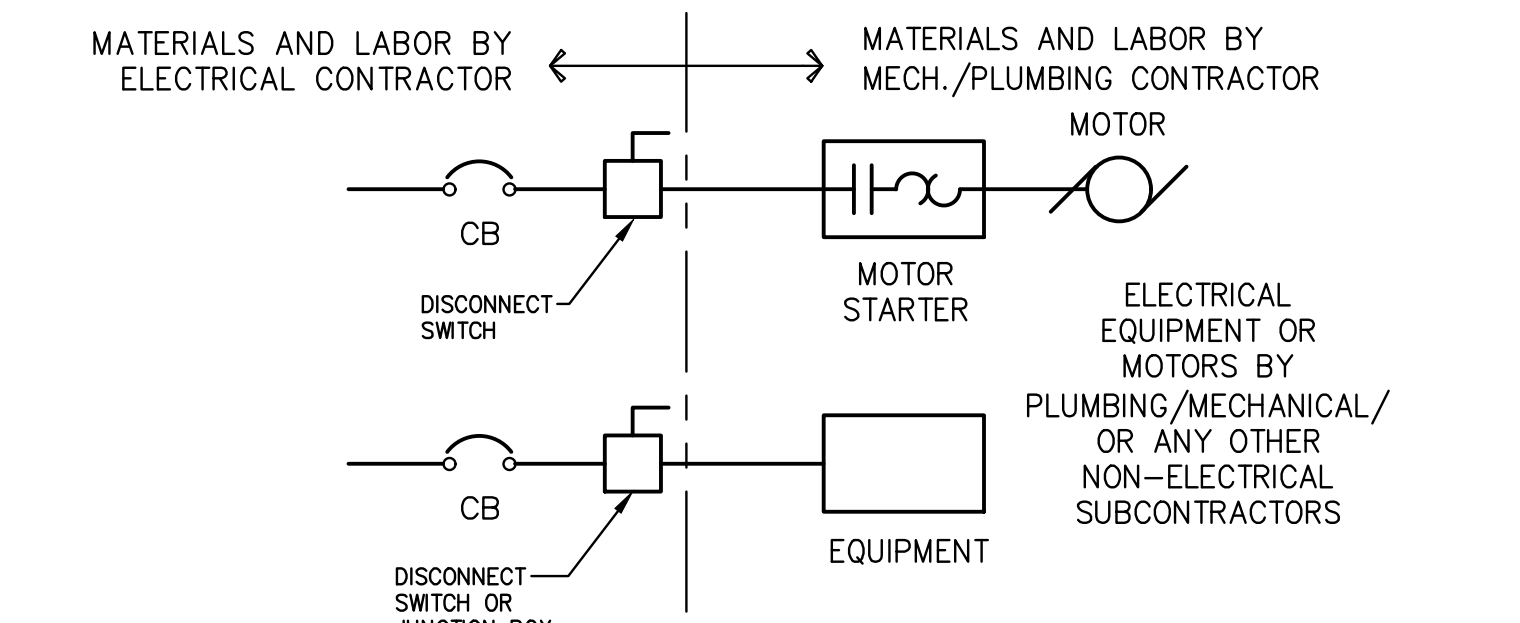 MATERIALS AND LABOR BY
ELECTRICAL CONTRACTOR
MATERIALS AND LABOR BY
MECH./PLUMBING CONTRACTOR
MOTOR
CB
DISCONNECT
SWITCH
MOTOR
STARTER
ELECTRICAL
EQUIPMENT OR
MOTORS BY
PLUMBING/MECHANICAL/
OR ANY OTHER
NON-ELECTRICAL
SUBCONTRACTORS
CB
EQUIPMENT
DISCONNECT
SWITCH OR